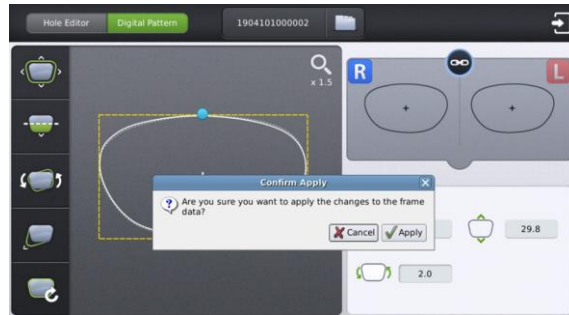 Hole Editor
Digital Pattern
1904101000002
x 1.5
R
L
Confirm Apply
Are you sure you want to apply the changes to the frame
data?
Cancel
Apply
29.8
2.0